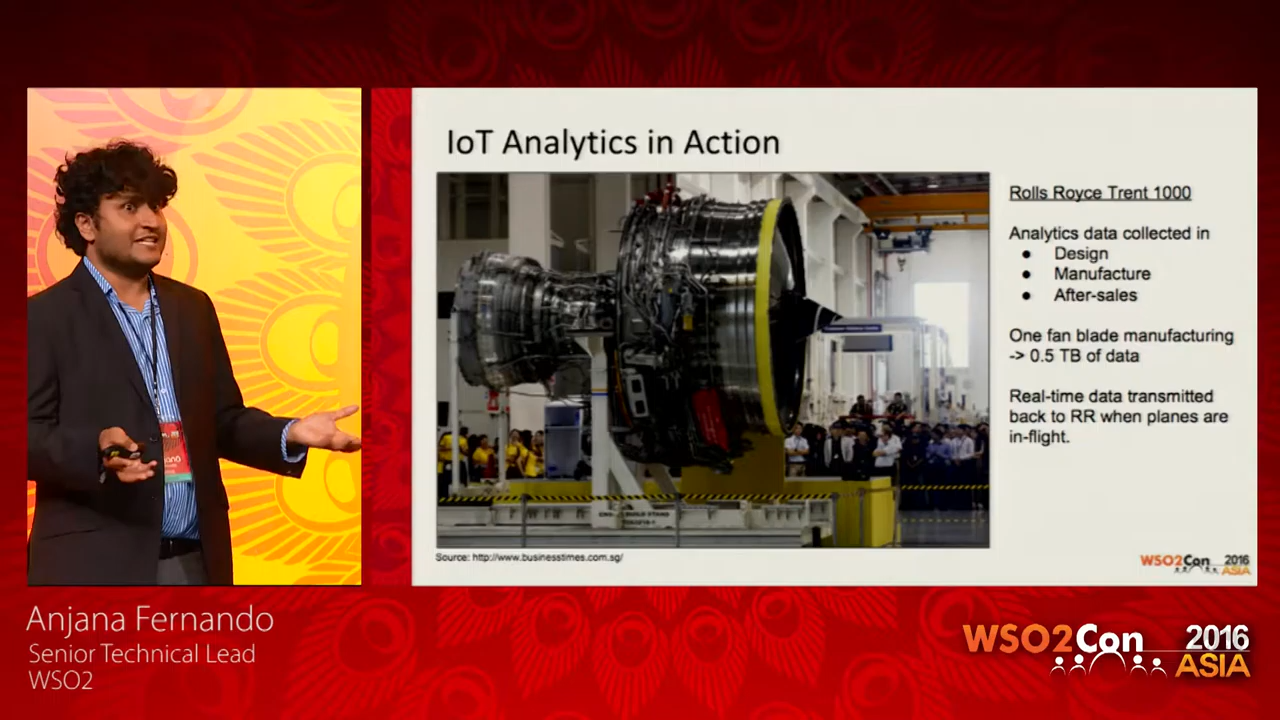 IoT Analytics in Action
Rolls Royce Trent 1000
Analytics data collected in
● Design
● Manufacture
● After-sales
One fan blade manufacturing
-> 0.5 TB of data
Real-time data transmitted
back to RR when planes are
in-flight.
Source: http://www.businesstimes.com.sg/
WSO2Con 2016
ASIA
Anjana Fernando
Senior Technical Lead
WSO2
WSO2Con 2016
ASIA